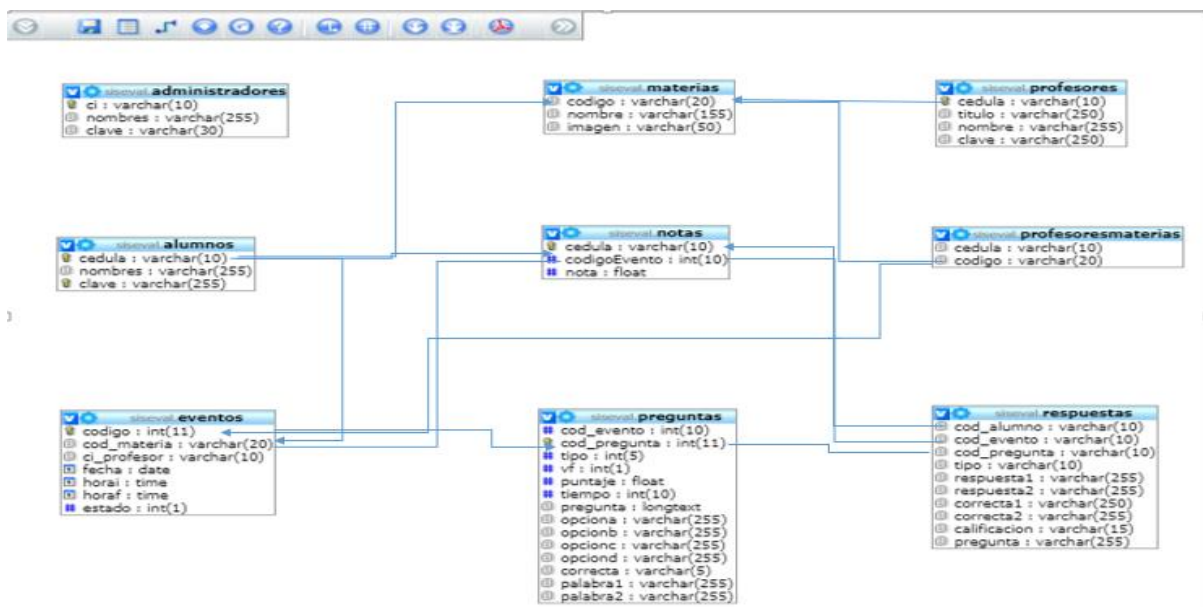 siseval.administradores
ci : varchar(10)
nombres : varchar(255)
clave : varchar(30)
siseval.materias
codigo : varchar(20)
nombre : varchar(155)
imagen : varchar(50)
siseval.profesores
cedula : varchar(10)
titulo : varchar(250)
nombre : varchar(255)
clave : varchar(250)
siseval.alumnos
cedula : varchar(10)
nombres : varchar(255)
clave : varchar(255)
siseval.notas
cedula : varchar(10)
codigoEvento : int(10)
nota : float
siseval.profesoresmaterias
cedula : varchar(10)
codigo : varchar(20)
siseval.eventos
codigo : int(11)
cod_materia : varchar(20)
ci_profesor : varchar(10)
fecha : date
horai : time
horaf : time
estado : int(1)
siseval.preguntas
cod_evento : int(10)
cod_pregunta : int(11)
tipo : int(5)
vf : int(1)
puntaje : float
tiempo : int(10)
pregunta : longtext
opciona : varchar(255)
opcionb : varchar(255)
opcionc : varchar(255)
opciond : varchar(255)
correcta : varchar(5)
palabra1 : varchar(255)
palabra2 : varchar(255)
siseval.respuestas
cod_alumno : varchar(10)
cod_evento : varchar(10)
cod_pregunta : varchar(10)
tipo : varchar(10)
respuesta1 : varchar(255)
respuesta2 : varchar(255)
correcta1 : varchar(250)
correcta2 : varchar(255)
calificacion : varchar(15)
pregunta : varchar(255)